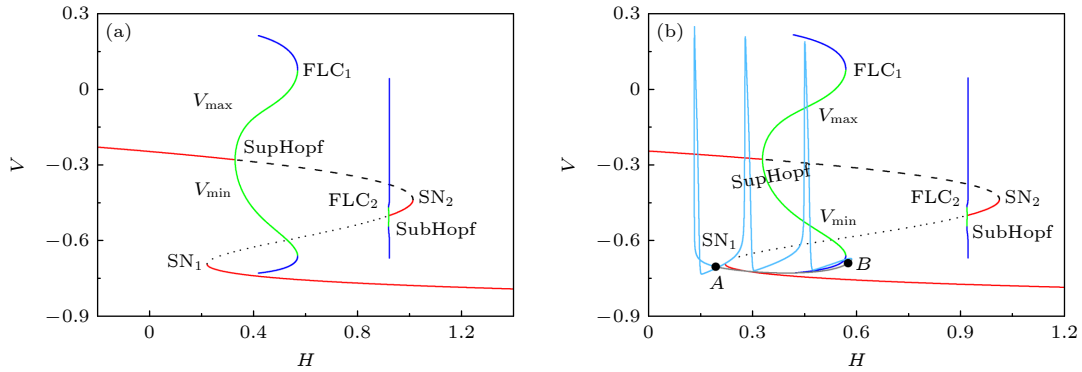 (a)
0.3
0
−0.3
−0.6
−0.9
V
FLC1
Vmax
SupHopf
Vmin
FLC2
SN2
SubHopf
SN1
0
0.4
0.8
1.2
H
(b)
0.3
0
−0.3
−0.6
−0.9
V
FLC1
Vmax
SupHopf
Vmin
FLC2
SN2
SubHopf
SN1
A
B
0
0.3
0.6
0.9
1.2
H